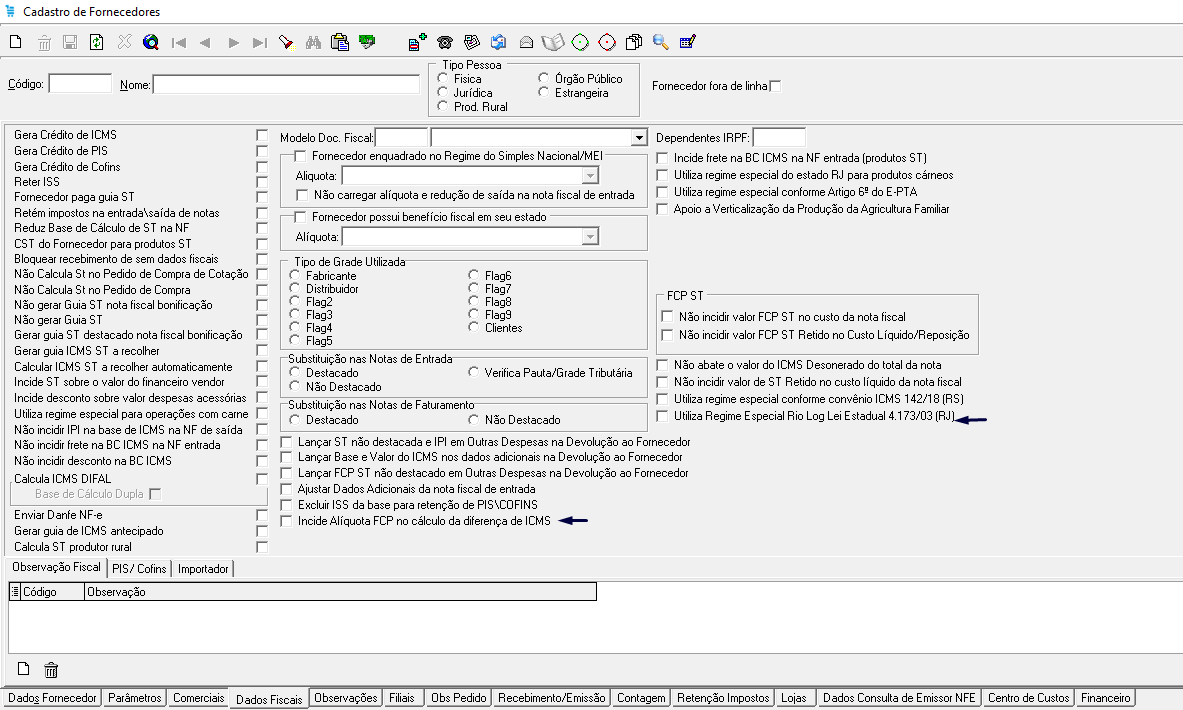 Cadastro de Fornecedores
Código:
Nome:
Tipo Pessoa
Fisica
Jurídica
Prod. Rural
Órgão Público
Estrangeira
Fornecedor fora de linha
Gera Crédito de ICMS
Gera Crédito de PIS
Gera Crédito de Cofins
Reter ISS
Fornecedor paga guia ST
Retém impostos na entrada\saída de notas
Reduz Base de Cálculo de ST na NF
CST do Fornecedor para produtos ST
Bloquear recebimento de sem dados fiscais
Não Calcula St no Pedido de Compra de Cotação
Não Calcula St no Pedido de Compra
Não gerar Guia ST nota fiscal bonificação
Não gerar Guia ST
Gerar guia ST destacado nota fiscal bonificação
Gerar guia ICMS ST a recolher
Calcular ICMS ST a recolher automaticamente
Incide ST sobre o valor do financeiro vendor
Incide desconto sobre valor despesas acessórias
Utiliza regime especial para operações com carne
Não incidir IPI na base de ICMS na NF de saída
Não incidir frete na BC ICMS na NF entrada
Não incidir desconto na BC ICMS
Calcula ICMS DIFAL
Base de Cálculo Dupla
Enviar Danfe NF-e
Gerar guia de ICMS antecipado
Calcula ST produtor rural
Modelo Doc. Fiscal:
Fornecedor enquadrado no Regime do Simples Nacional/MEI
Aliquota:
Não carregar alíquota e redução de saída na nota fiscal de entrada
Fornecedor possui benefício fiscal em seu estado
Alíquota:
Tipo de Grade Utilizada
Fabricante
Distribuidor
Flag2
Flag3
Flag4
Flag5
Flag6
Flag7
Flag8
Flag9
Clientes
Substituição nas Notas de Entrada
Destacado
Não Destacado
Verifica Pauta/Grade Tributária
Substituição nas Notas de Faturamento
Destacado
Não Destacado
Lançar ST não destacada e IPI em Outras Despesas na Devolução ao Fornecedor
Lançar Base e Valor do ICMS nos dados adicionais na Devolução ao Fornecedor
Lançar FCP ST não destacado em Outras Despesas na Devolução ao Fornecedor
Ajustar Dados Adicionais da nota fiscal de entrada
Excluir ISS da base para retenção de PIS\COFINS
Incide Alíquota FCP no cálculo da diferença de ICMS
Dependentes IRPF:
Incide frete na BC ICMS na NF entrada (produtos ST)
Utiliza regime especial do estado RJ para produtos cárneos
Utiliza regime especial conforme Artigo 6º do E-PTA
Apoio a Verticalização da Produção da Agricultura Familiar
FCP ST
Não incidir valor FCP ST no custo da nota fiscal
Não incidir valor FCP ST Retido no Custo Líquido/Reposição
Não abate o valor do ICMS Desonerado do total da nota
Não incidir valor de ST Retido no custo líquido da nota fiscal
Utiliza regime especial conforme convênio ICMS 142/18 (RS)
Utiliza Regime Especial Rio Log Lei Estadual 4.173/03 (RJ)
Observação Fiscal
PIS/ Cofins
Importador
Código
Observação
Dados Fornecedor
Parâmetros
Comerciais
Dados Fiscais
Observações
Filiais
Obs Pedido
Recebimento/Emissão
Contagem
Retenção Impostos
Lojas
Dados Consulta de Emissor NFE
Centro de Custos
Financeiro